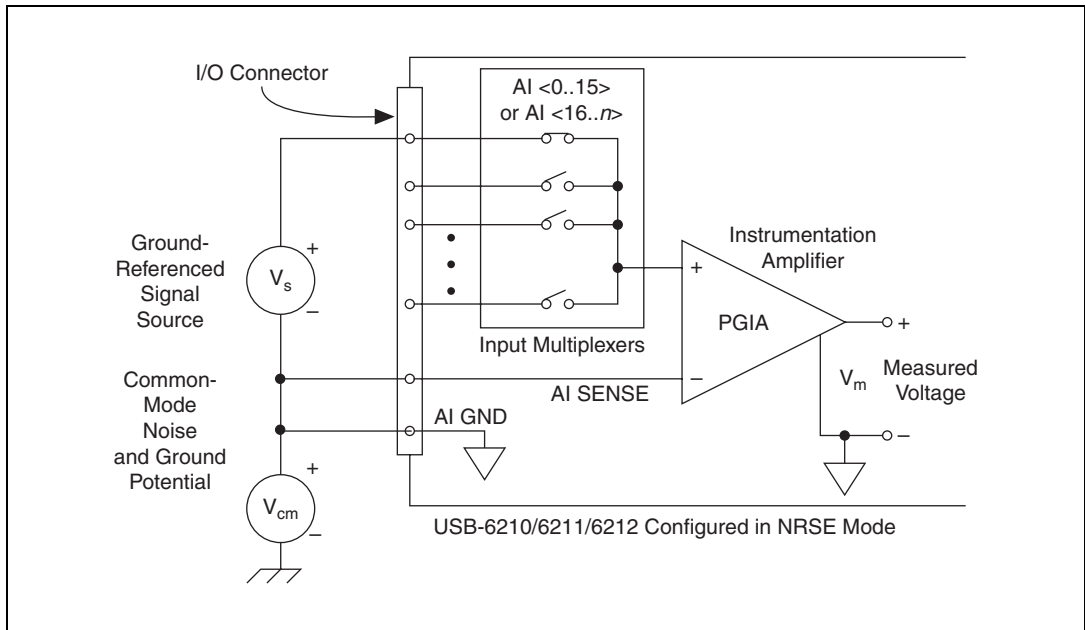 I/O Connector
AI <0..15>
or AI <16..n>
Ground-
Referenced
Signal
Source
+
Vs
–
Instrumentation
Amplifier
+
PGIA
–
+
Vm
Measured
Voltage
–
Input Multiplexers
AI SENSE
AI GND
Common-
Mode
Noise
and Ground
Potential
+
Vcm
–
USB-6210/6211/6212 Configured in NRSE Mode